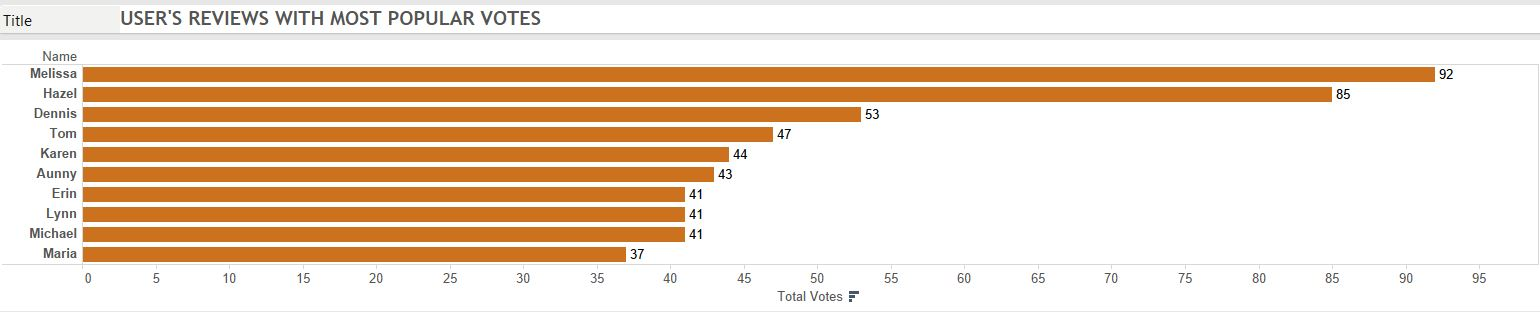 Title
USER'S REVIEWS WITH MOST POPULAR VOTES
Name
Melissa 92
Hazel 85
Dennis 53
Tom 47
Karen 44
Aunny 43
Erin 41
Lynn 41
Michael 41
Maria 37
0 5 10 15 20 25 30 35 40 45 50 55 60 65 70 75 80 85 90 95
Total Votes